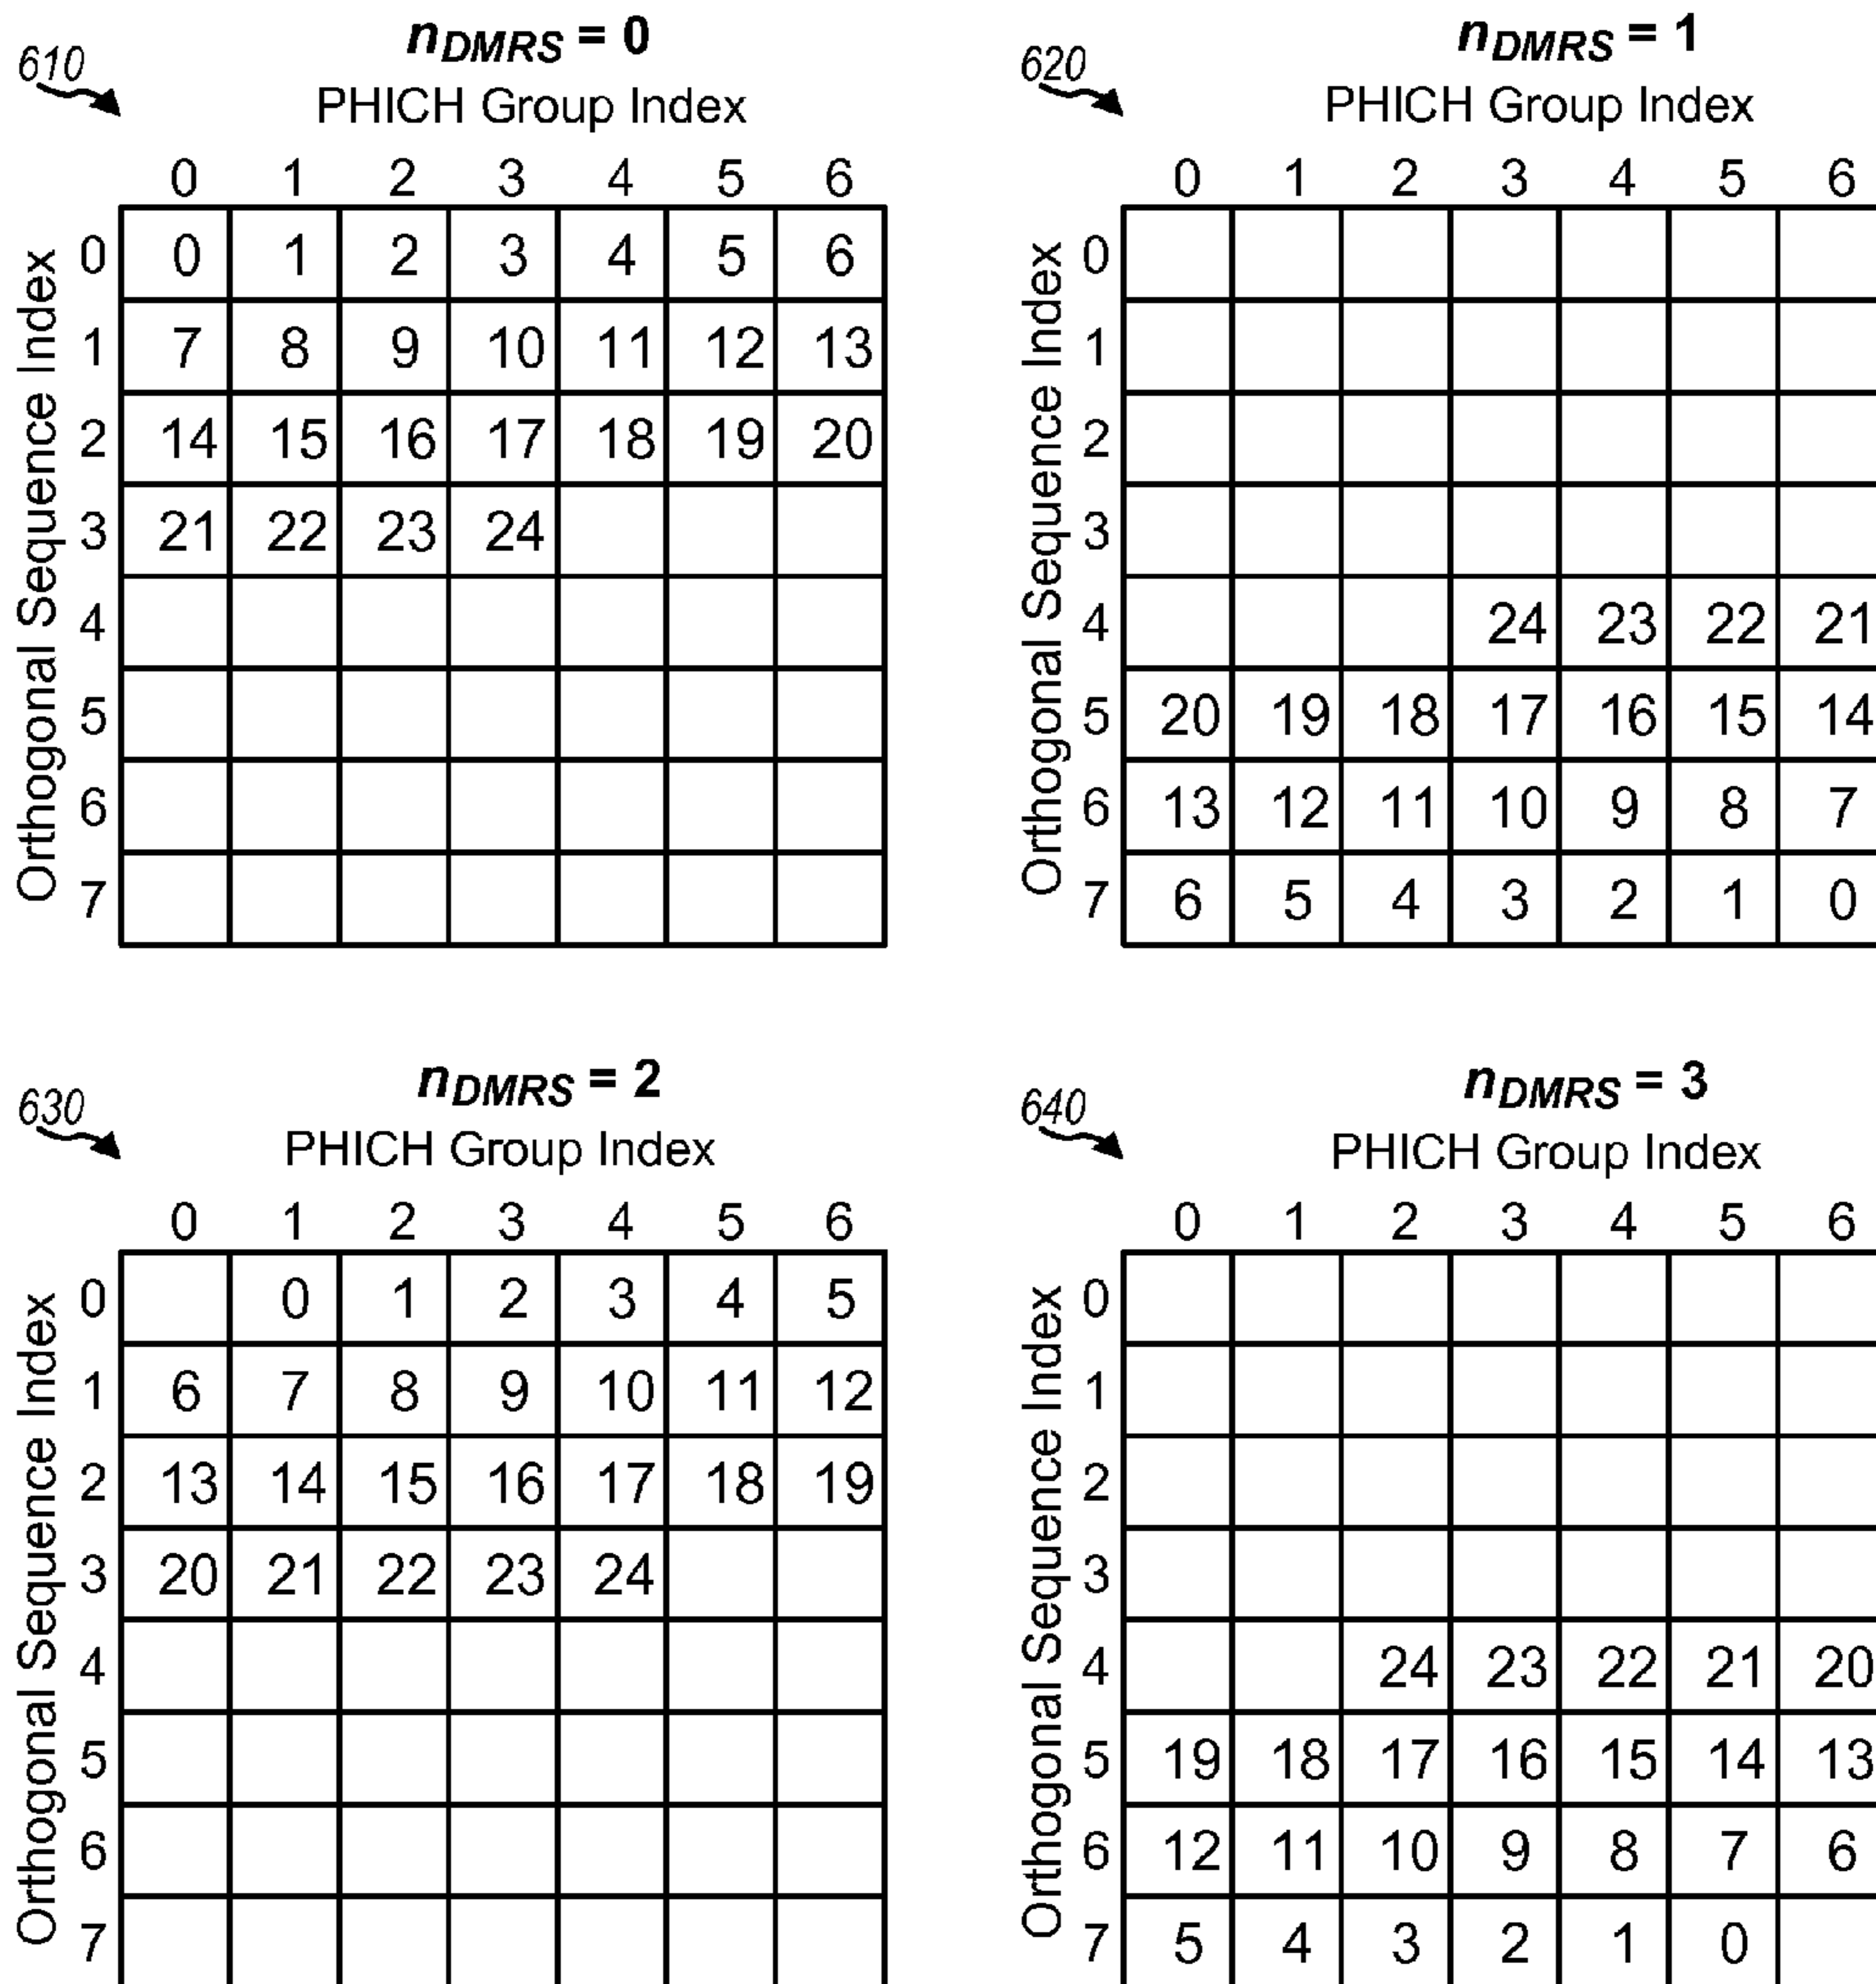 610
n_DMRS = 0
PHICH Group Index
0 1 2 3 4 5 6
Orthogonal Sequence Index
0 0 1 2 3 4 5 6
1 7 8 9 10 11 12 13
2 14 15 16 17 18 19 20
3 21 22 23 24
4
5
6
7
620
n_DMRS = 1
PHICH Group Index
0 1 2 3 4 5 6
Orthogonal Sequence Index
0
1
2
3
4 24 23 22 21
5 20 19 18 17 16 15 14
6 13 12 11 10 9 8 7
7 6 5 4 3 2 1 0
630
n_DMRS = 2
PHICH Group Index
0 1 2 3 4 5 6
Orthogonal Sequence Index
0 0 1 2 3 4 5
1 6 7 8 9 10 11 12
2 13 14 15 16 17 18 19
3 20 21 22 23 24
4
5
6
7
640
n_DMRS = 3
PHICH Group Index
0 1 2 3 4 5 6
Orthogonal Sequence Index
0
1
2
3
4 24 23 22 21 20
5 19 18 17 16 15 14 13
6 12 11 10 9 8 7 6
7 5 4 3 2 1 0